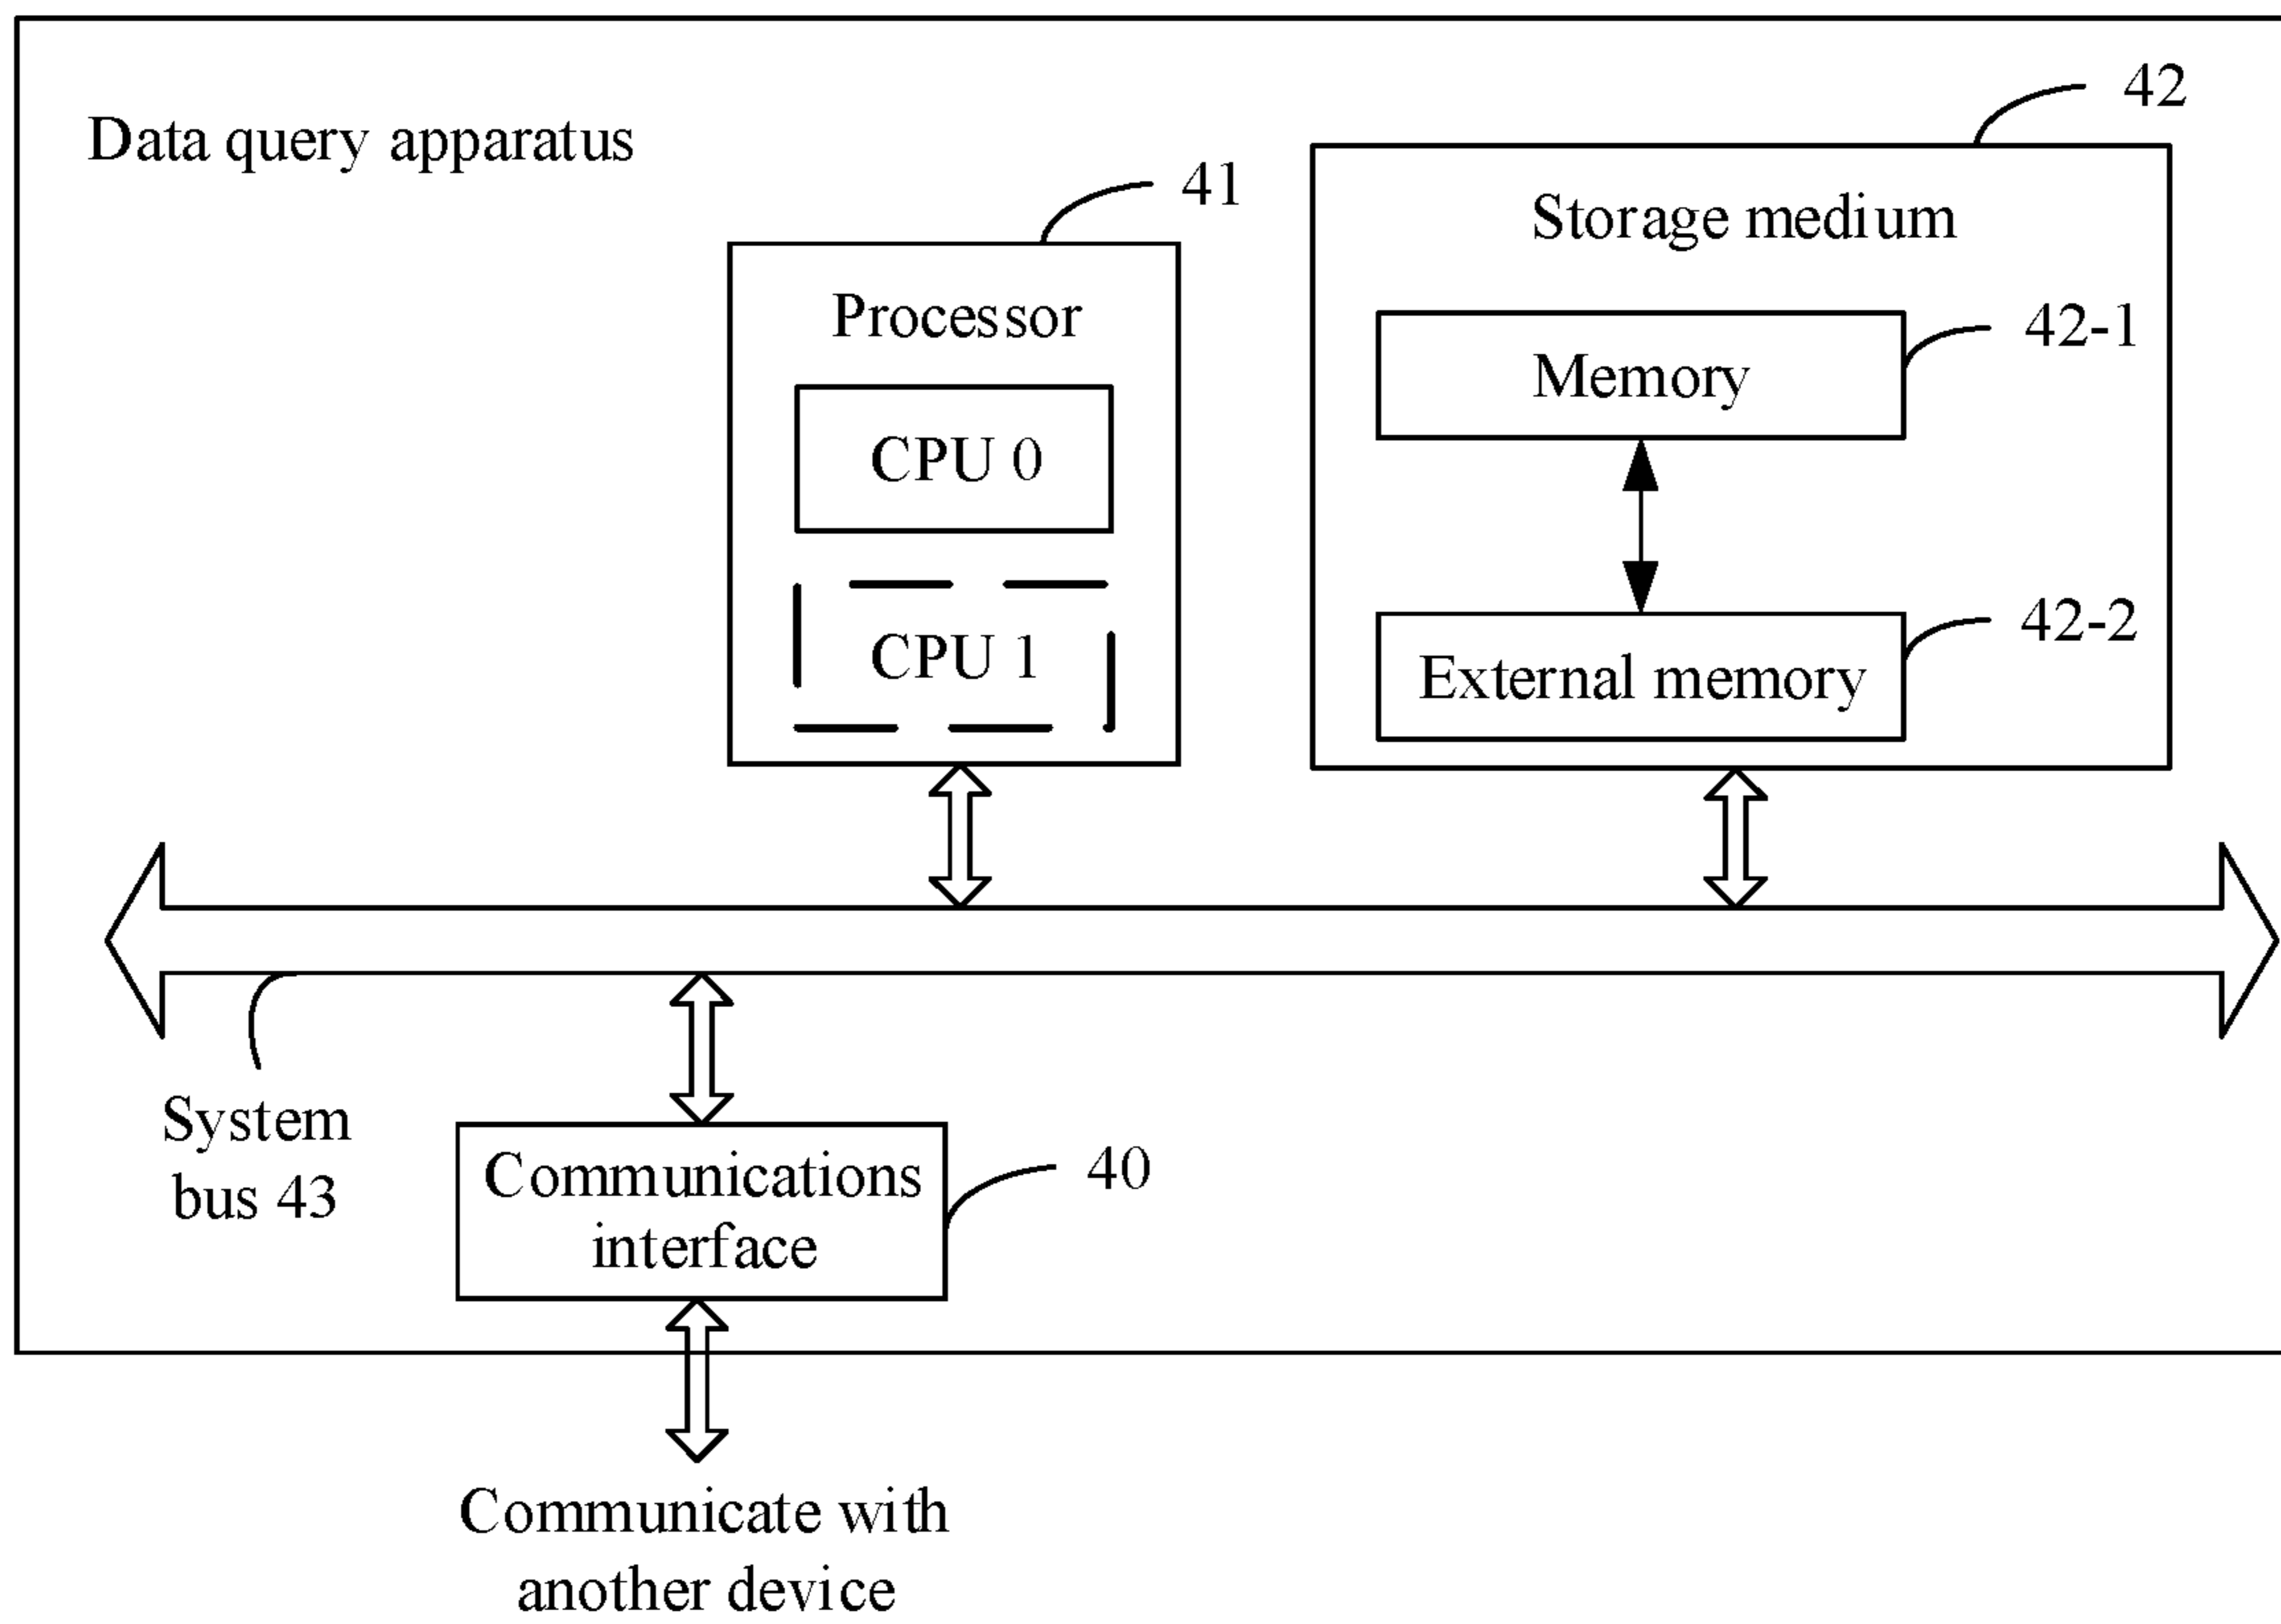 Data query apparatus
42
41
Storage medium
Processor
42-1
Memory
CPU 0
42-2
CPU 1
External memory
System
bus 43
Communications
interface
40
Communicate with
another device